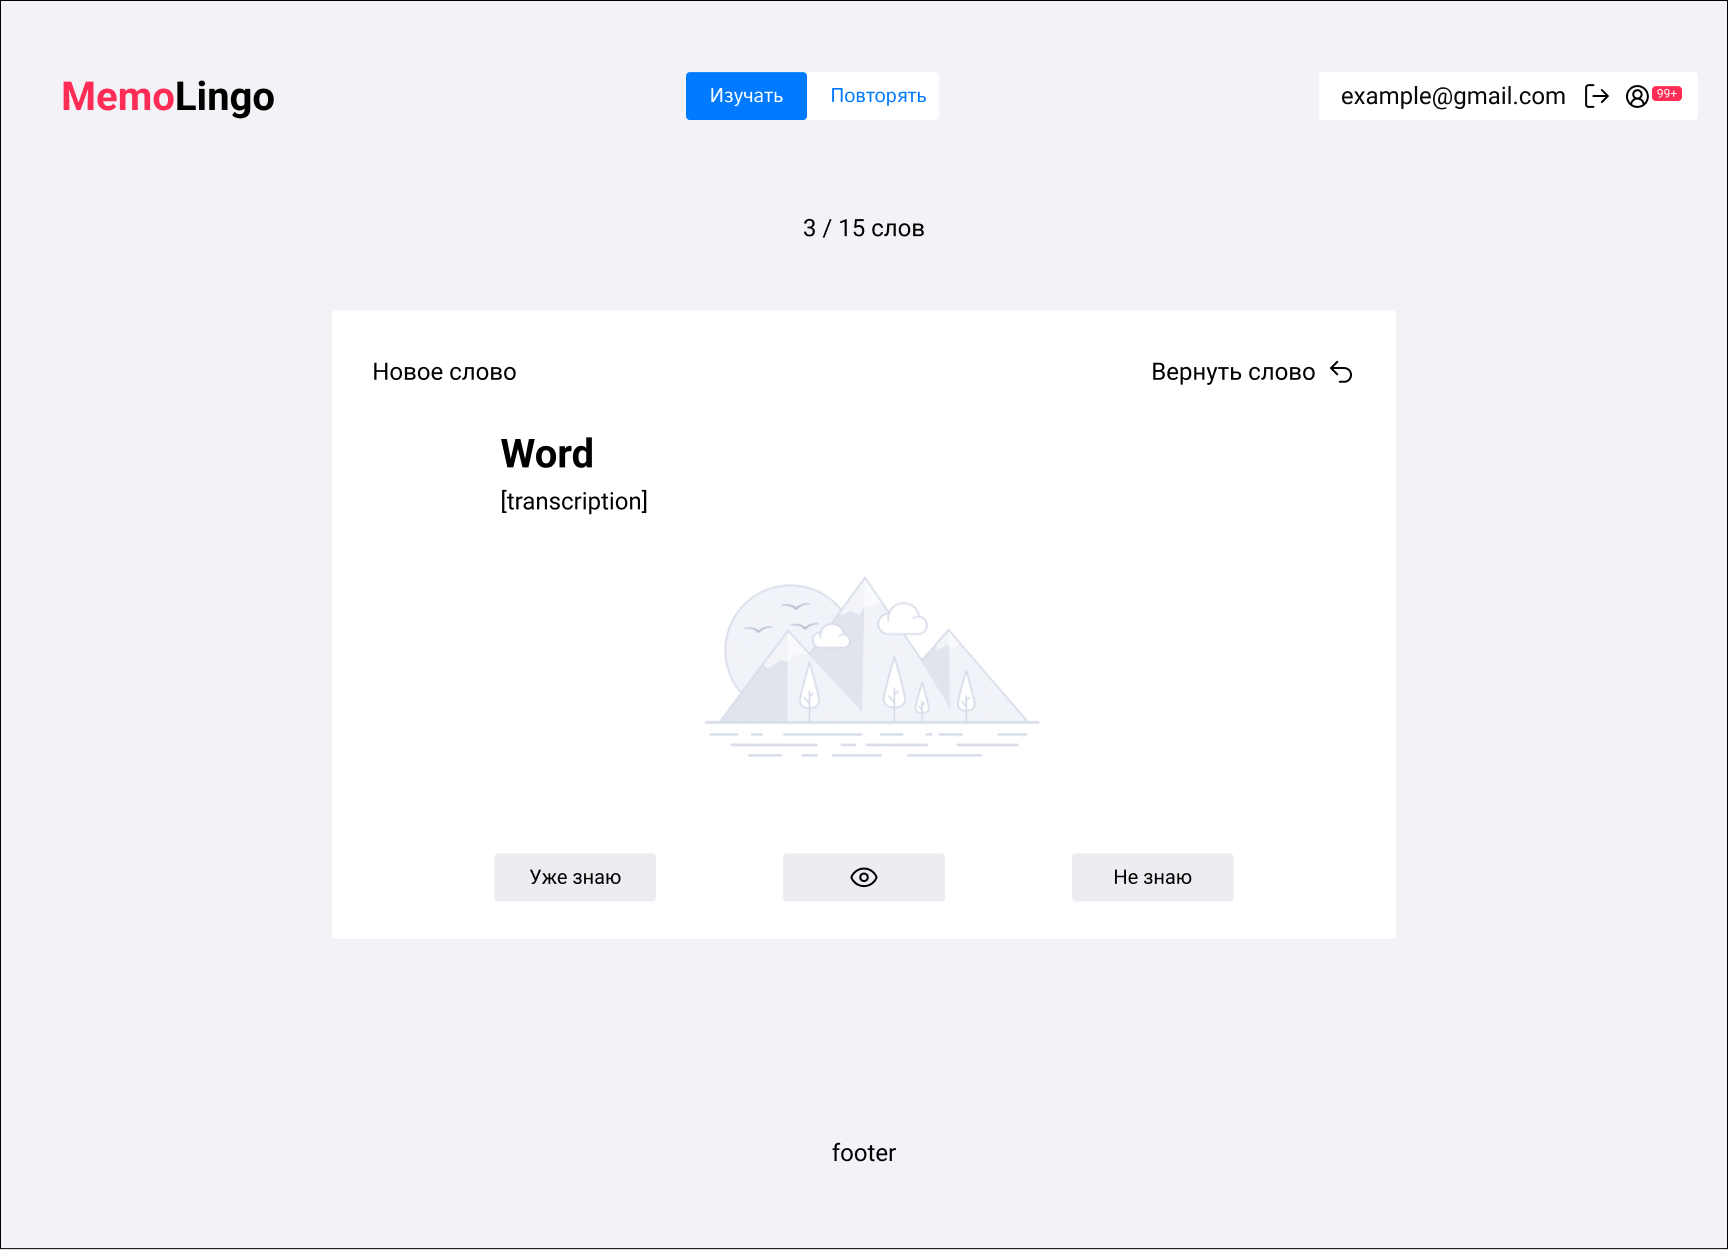 MemoLingo
Изучать
Повторять
example@gmail.com
99+
3 / 15 слов
Новое слово
Вернуть слово
Word
[transcription]
Уже знаю
Не знаю
footer